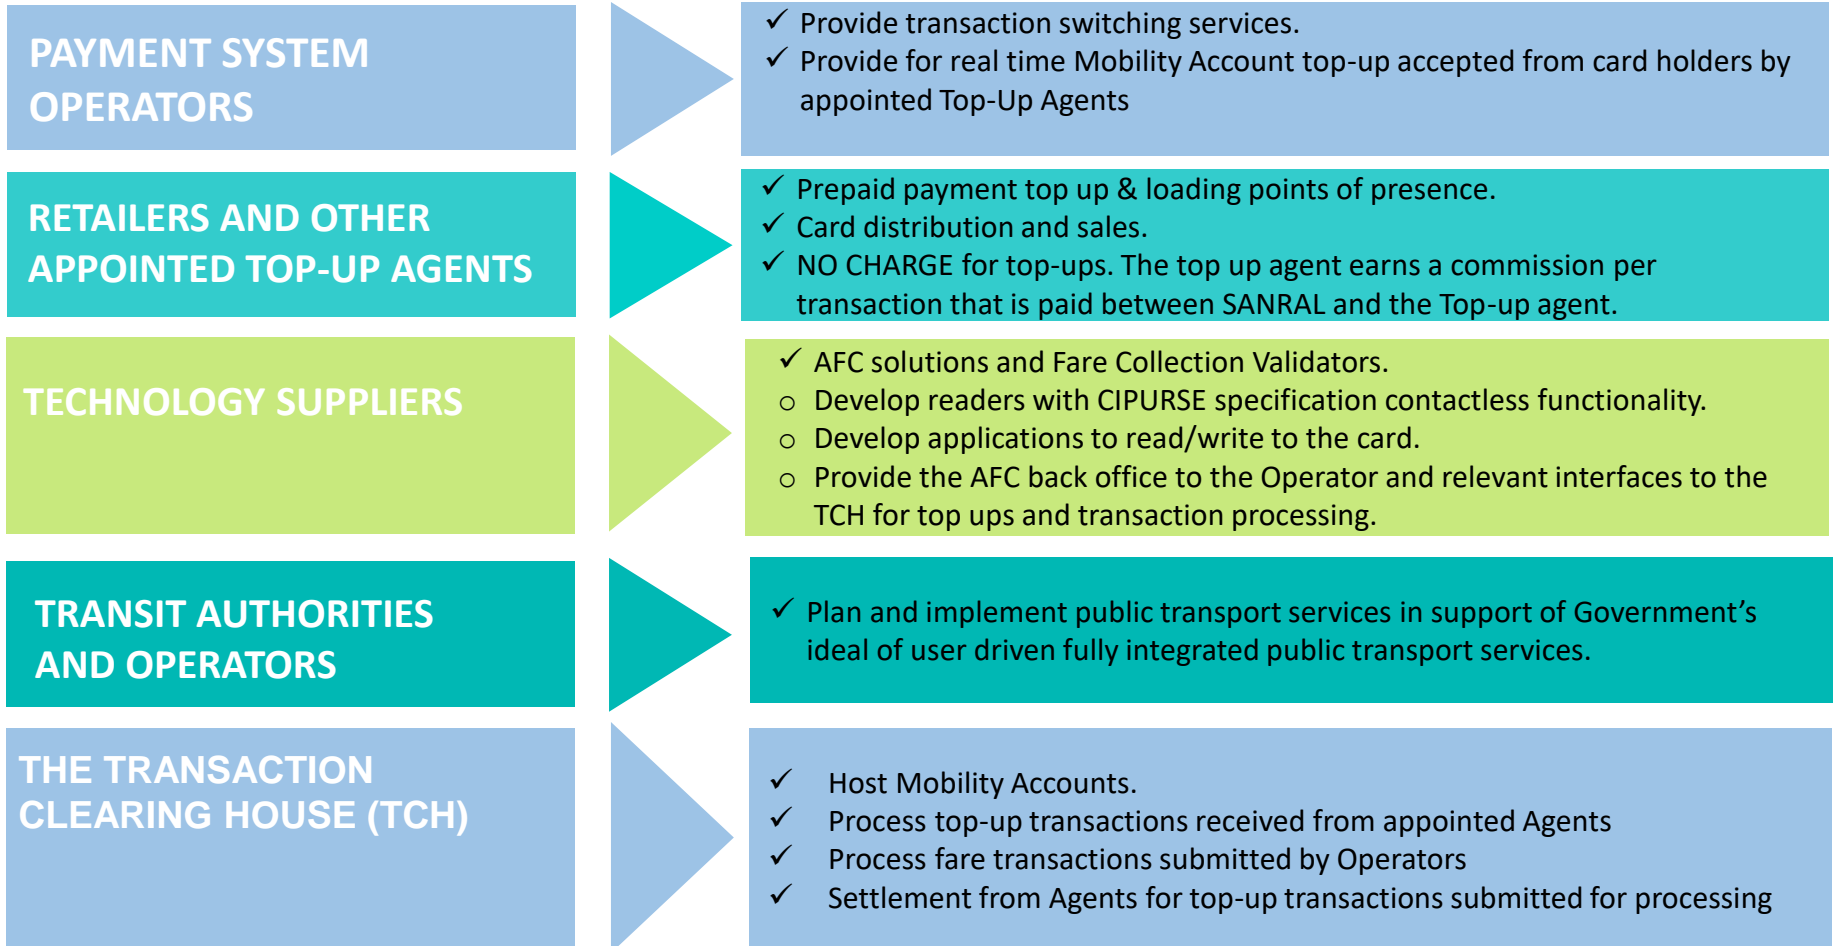 PAYMENT SYSTEM
OPERATORS
✓ Provide transaction switching services.
✓ Provide for real time Mobility Account top-up accepted from card holders by
appointed Top-Up Agents
RETAILERS AND OTHER
APPOINTED TOP-UP AGENTS
✓ Prepaid payment top up & loading points of presence.
✓ Card distribution and sales.
✓ NO CHARGE for top-ups. The top up agent earns a commission per
transaction that is paid between SANRAL and the Top-up agent.
TECHNOLOGY SUPPLIERS
✓ AFC solutions and Fare Collection Validators.
o Develop readers with CIPURSE specification contactless functionality.
o Develop applications to read/write to the card.
o Provide the AFC back office to the Operator and relevant interfaces to the
TCH for top ups and transaction processing.
TRANSIT AUTHORITIES
AND OPERATORS
✓ Plan and implement public transport services in support of Government’s
ideal of user driven fully integrated public transport services.
THE TRANSACTION
CLEARING HOUSE (TCH)
✓ Host Mobility Accounts.
✓ Process top-up transactions received from appointed Agents
✓ Process fare transactions submitted by Operators
✓ Settlement from Agents for top-up transactions submitted for processing